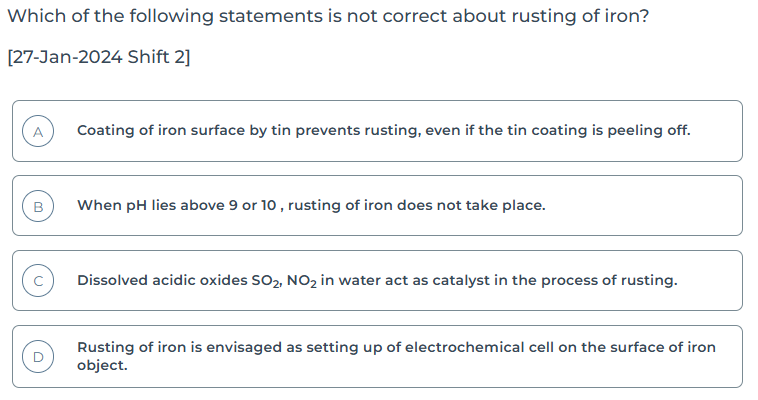 Which of the following statements is not correct about rusting of iron?
[27-Jan-2024 Shift 2]
A Coating of iron surface by tin prevents rusting, even if the tin coating is peeling off.
B When pH lies above 9 or 10 , rusting of iron does not take place.
C Dissolved acidic oxides SO₂, NO₂ in water act as catalyst in the process of rusting.
D Rusting of iron is envisaged as setting up of electrochemical cell on the surface of iron
object.